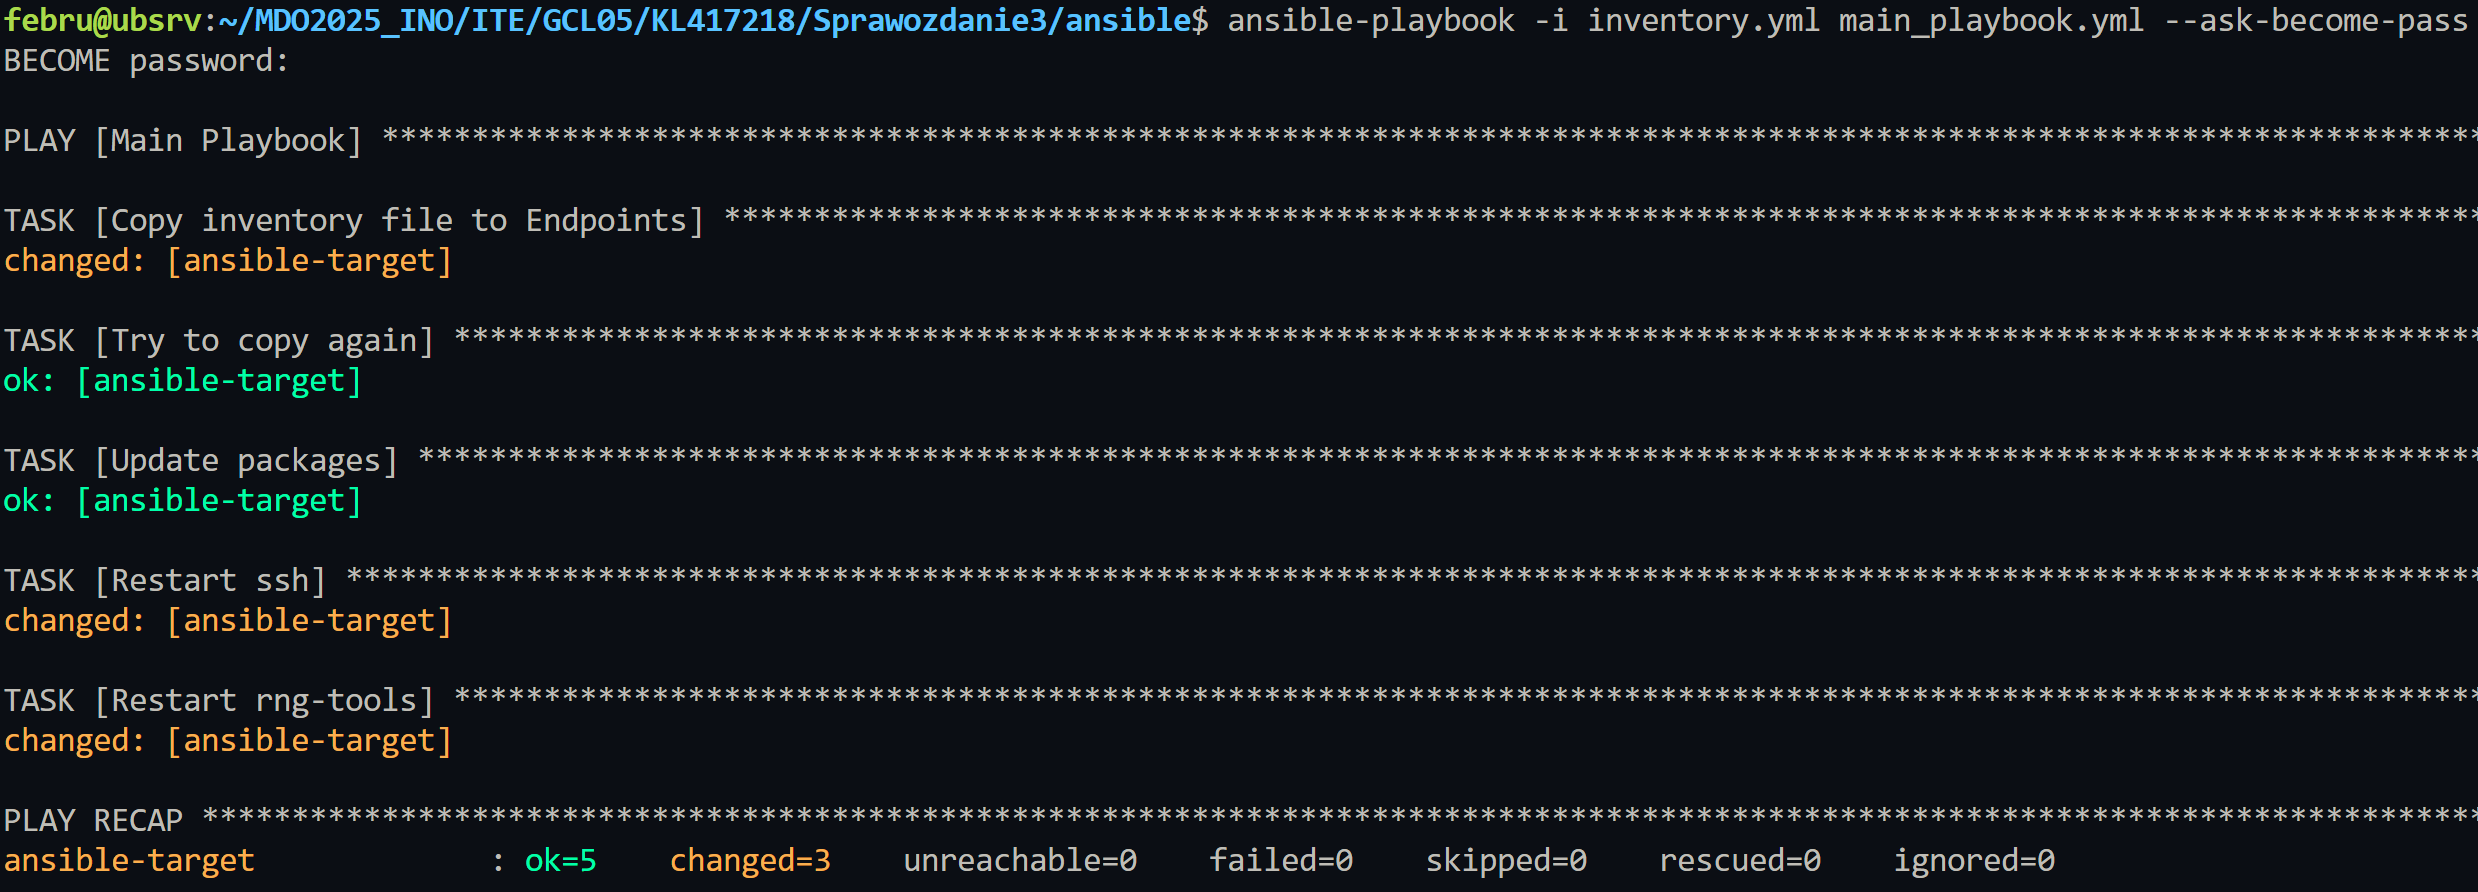 febru@ubsrv:~/MDO2025_INO/ITE/GCL05/KL417218/Sprawozdanie3/ansible$ ansible-playbook -i inventory.yml main_playbook.yml --ask-become-pass
BECOME password:
PLAY [Main Playbook] ********************************************************************************************************************
TASK [Copy inventory file to Endpoints] *************************************************************************************************
changed: [ansible-target]
TASK [Try to copy again] ****************************************************************************************************************
ok: [ansible-target]
TASK [Update packages] ******************************************************************************************************************
ok: [ansible-target]
TASK [Restart ssh] **********************************************************************************************************************
changed: [ansible-target]
TASK [Restart rng-tools] ****************************************************************************************************************
changed: [ansible-target]
PLAY RECAP ******************************************************************************************************************************
ansible-target             : ok=5    changed=3    unreachable=0    failed=0    skipped=0    rescued=0    ignored=0